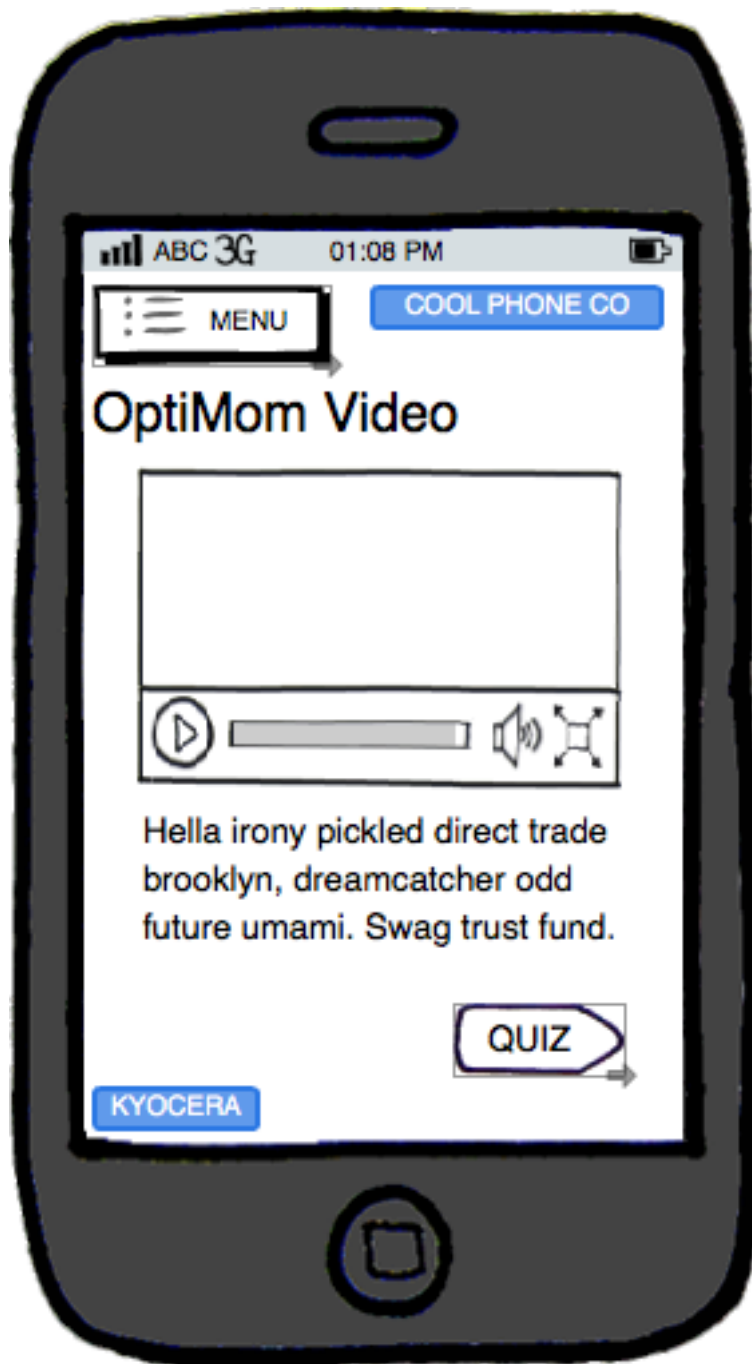 ABC 3G 01:08 PM
MENU
COOL PHONE CO
OptiMom Video
Hella irony pickled direct trade
brooklyn, dreamcatcher odd
future umami. Swag trust fund.
QUIZ
KYOCERA